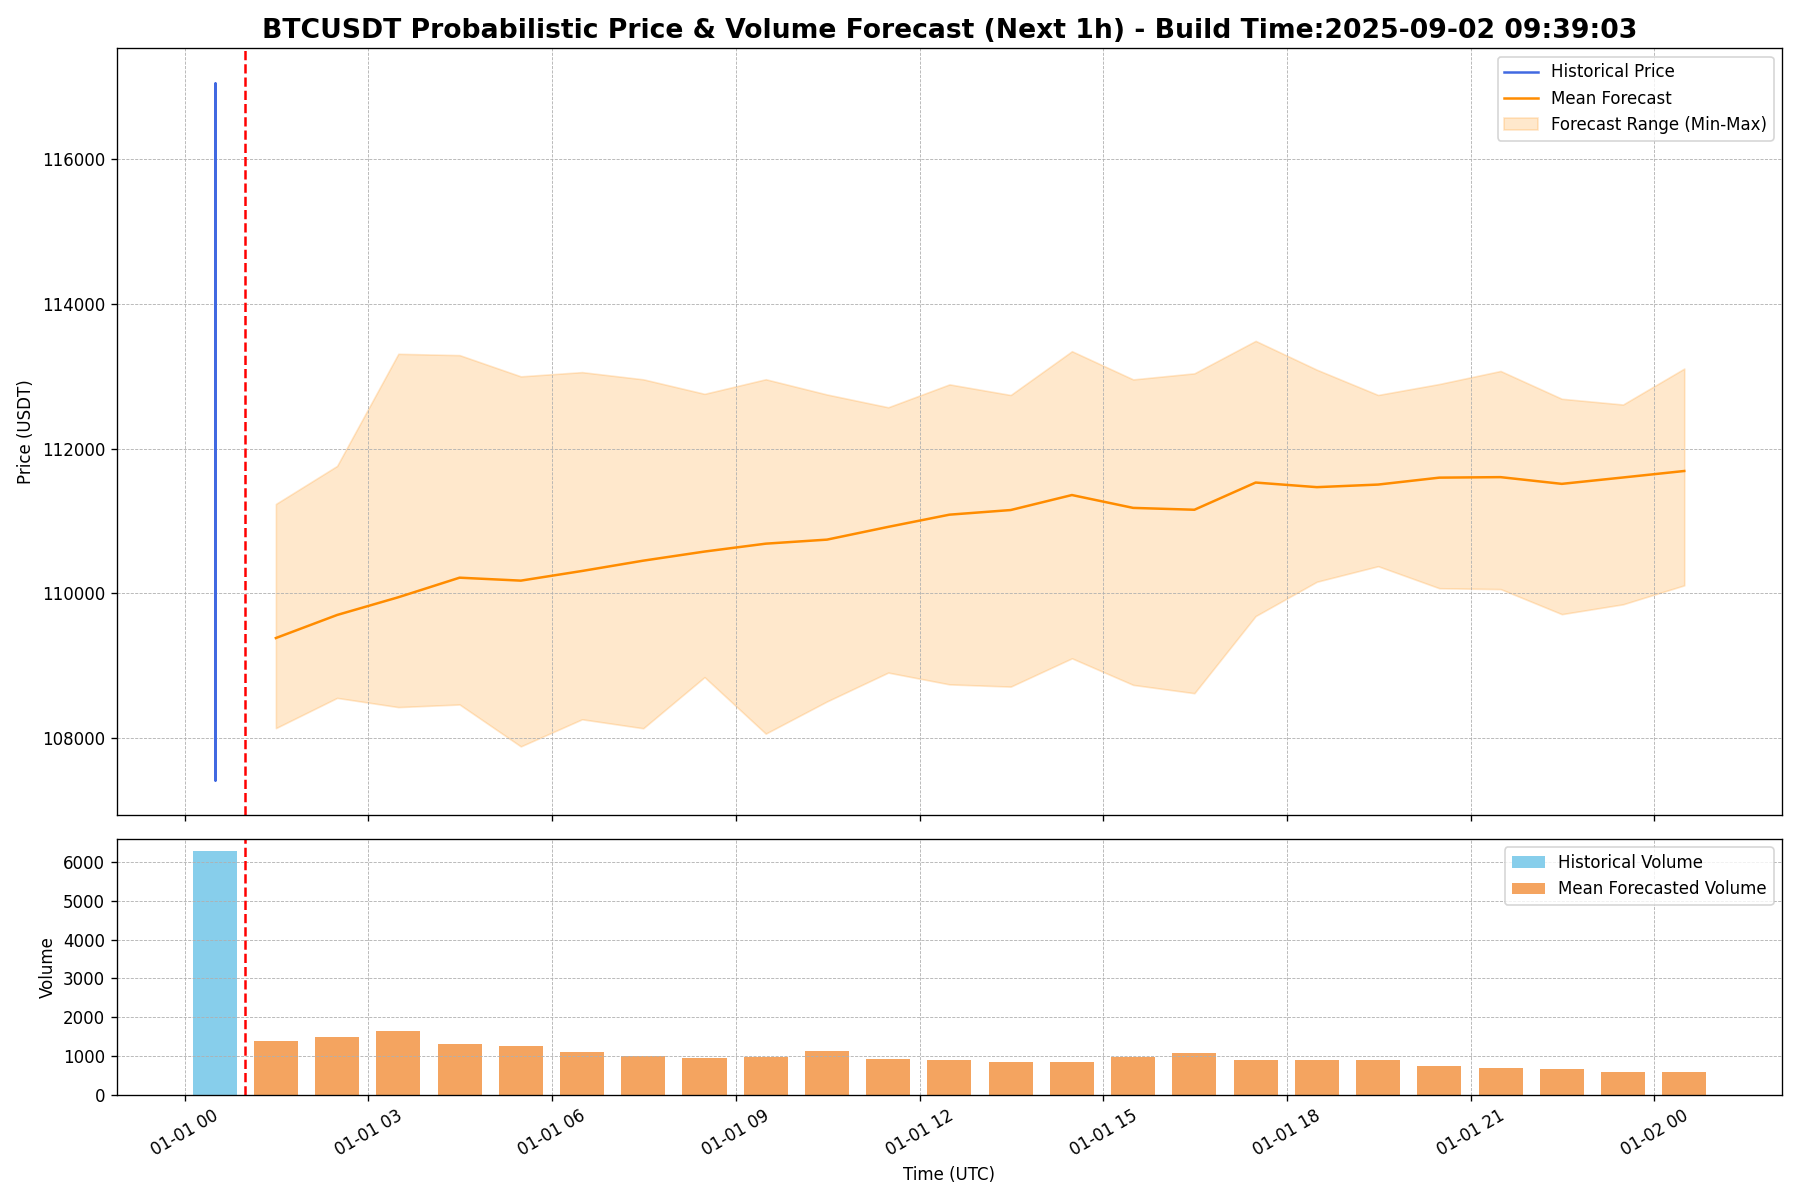 BTCUSDT Probabilistic Price & Volume Forecast (Next 1h) - Build Time:2025-09-02 09:39:03
Historical Price
Mean Forecast
Forecast Range (Min-Max)
116000
114000
112000
110000
108000
Price (USDT)
Historical Volume
Mean Forecasted Volume
6000
5000
4000
3000
2000
1000
0
Volume
01-01 00
01-01 03
01-01 06
01-01 09
01-01 12
01-01 15
01-01 18
01-01 21
01-02 00
Time (UTC)